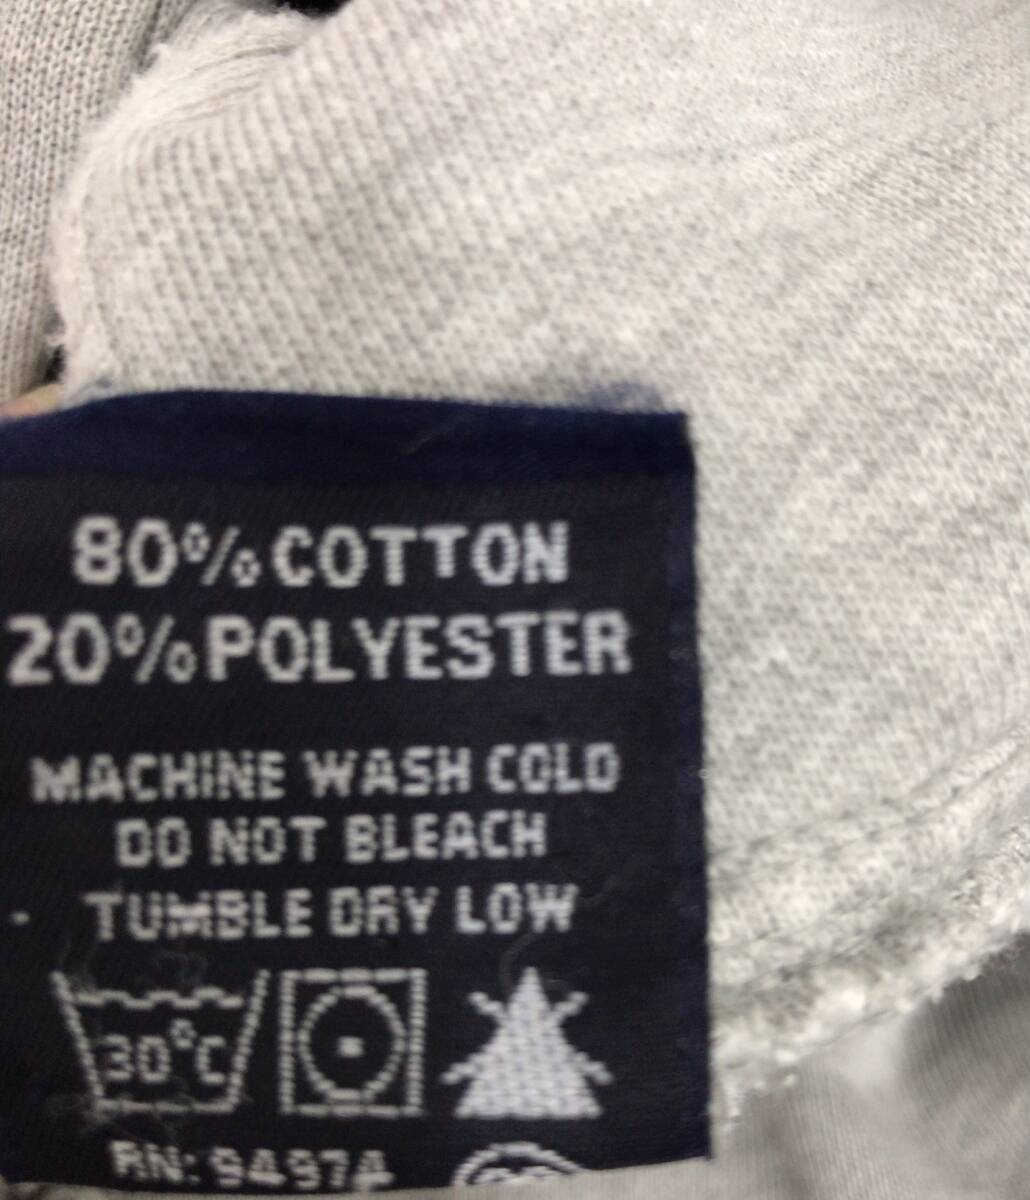 80% COTTON
20% POLYESTER
MACHINE WASH COLD
DO NOT BLEACH
TUMBLE DRY LOW
30°C
RN: 94974